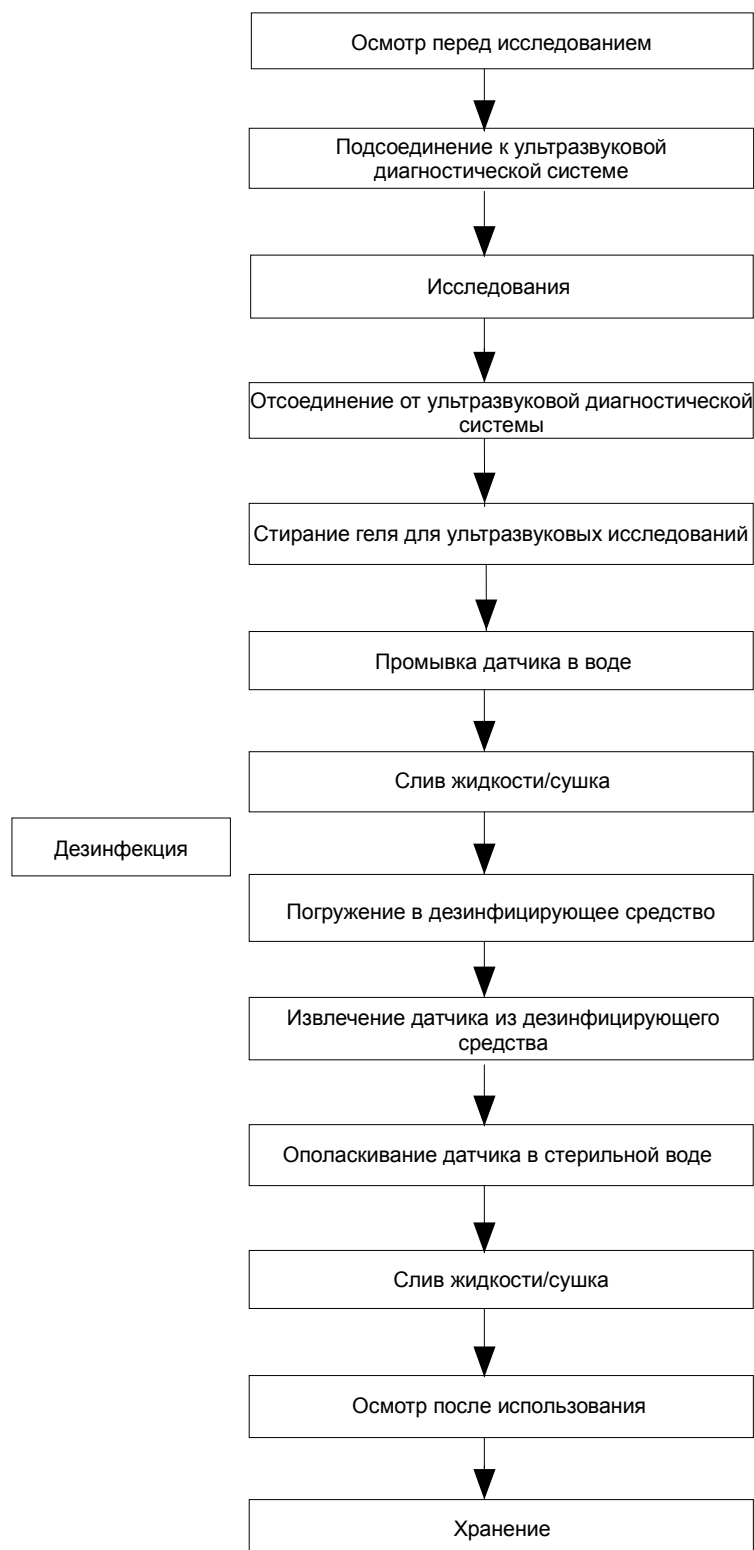 Осмотр перед исследованием
Подсоединение к ультразвуковой
диагностической системе
Исследования
Отсоединение от ультразвуковой диагностической
системы
Стирание геля для ультразвуковых исследований
Промывка датчика в воде
Слив жидкости/сушка
Дезинфекция
Погружение в дезинфицирующее средство
Извлечение датчика из дезинфицирующего
средства
Ополаскивание датчика в стерильной воде
Слив жидкости/сушка
Осмотр после использования
Хранение